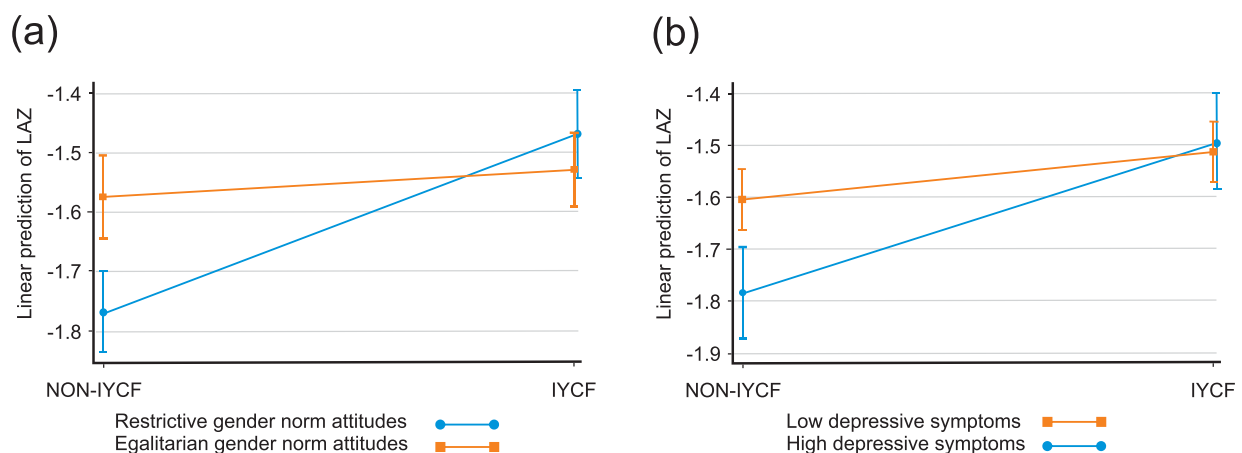 (a)
Linear prediction of LAZ
-1.4
-1.5
-1.6
-1.7
-1.8
NON-IYCF
IYCF
Restrictive gender norm attitudes
Egalitarian gender norm attitudes
(b)
Linear prediction of LAZ
-1.4
-1.5
-1.6
-1.7
-1.8
-1.9
NON-IYCF
IYCF
Low depressive symptoms
High depressive symptoms